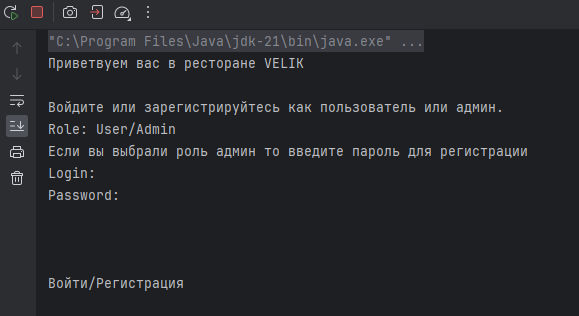 "C:\Program Files\Java\jdk-21\bin\java.exe" ...
Приветвуем вас в ресторане VELIK
Войдите или зарегистрируйтесь как пользователь или админ.
Role: User/Admin
Если вы выбрали роль админ то введите пароль для регистрации
Login:
Password:
Войти/Регистрация